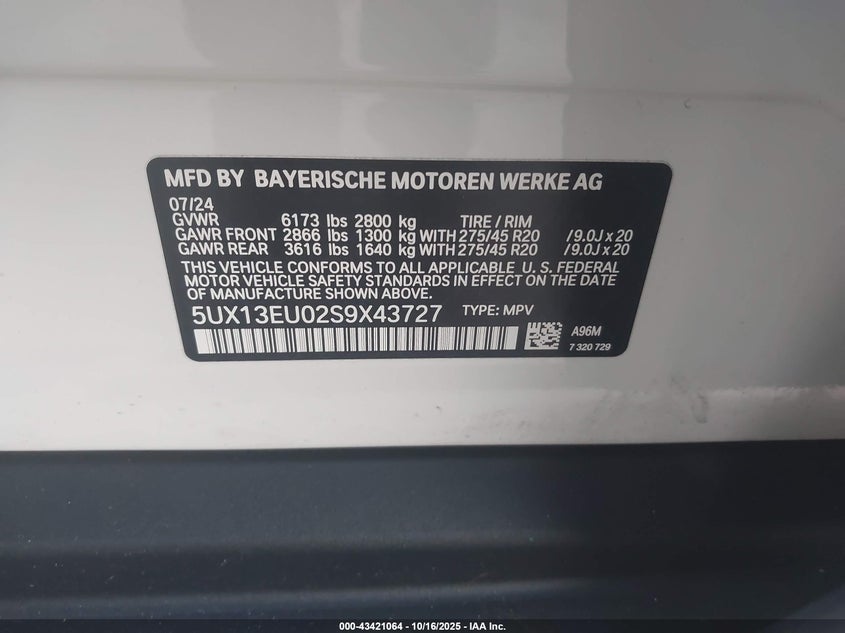 MFD BY BAYERISCHE MOTOREN WERKE AG
07/24
GVWR 6173 lbs 2800 kg TIRE / RIM
GAWR FRONT 2866 lbs 1300 kg WITH 275/45 R20 /9.0J x 20
GAWR REAR 3616 lbs 1640 kg WITH 275/45 R20 /9.0J x 20
THIS VEHICLE CONFORMS TO ALL APPLICABLE U. S. FEDERAL
MOTOR VEHICLE SAFETY STANDARDS IN EFFECT ON THE DATE
OF MANUFACTURE SHOWN ABOVE.
5UX13EU02S9X43727 TYPE: MPV
A96M
7 320 729
000-43421064 - 10/16/2025 - IAA Inc.